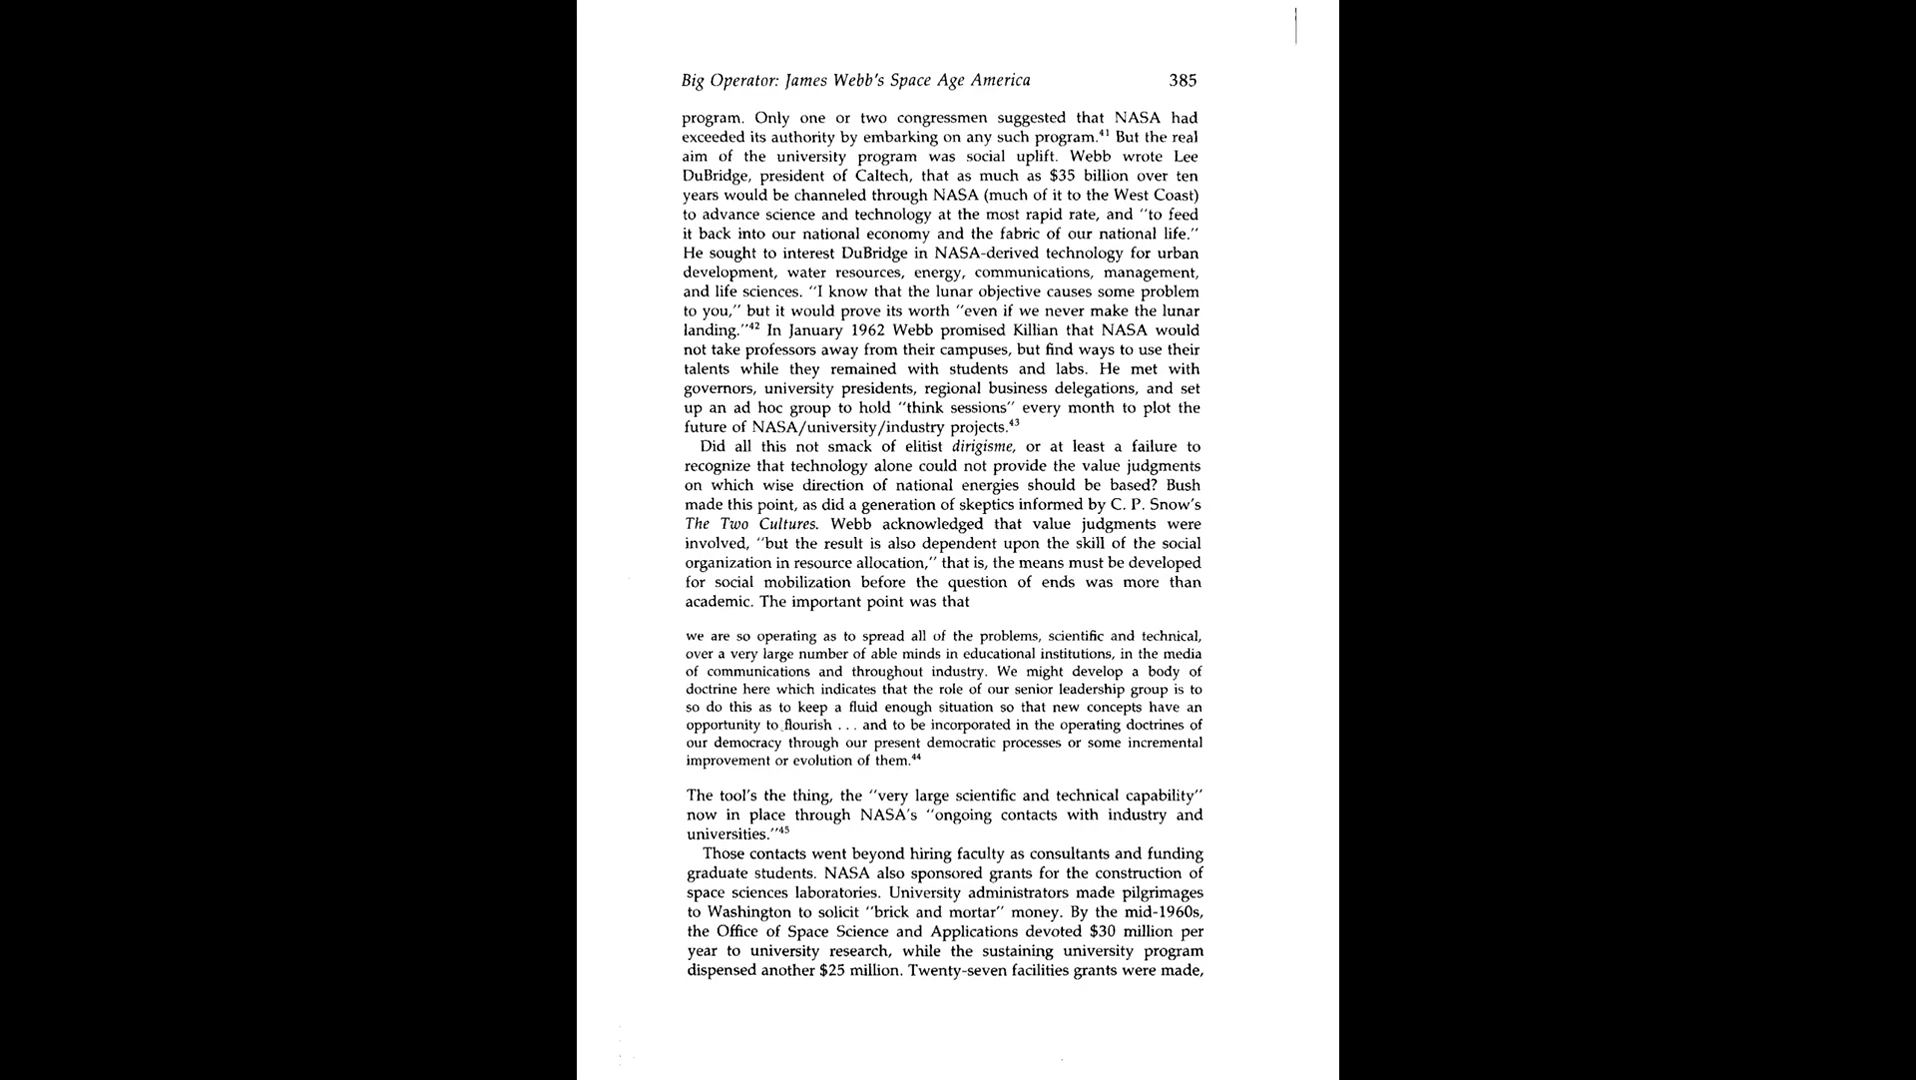 Big Operator: James Webb's Space Age America 385
program. Only one or two congressmen suggested that NASA had
exceeded its authority by embarking on any such program.⁴¹ But the real
aim of the university program was social uplift. Webb wrote Lee
DuBridge, president of Caltech, that as much as $35 billion over ten
years would be channeled through NASA (much of it to the West Coast)
to advance science and technology at the most rapid rate, and "to feed
it back into our national economy and the fabric of our national life."
He sought to interest DuBridge in NASA-derived technology for urban
development, water resources, energy, communications, management,
and life sciences. "I know that the lunar objective causes some problem
to you," but it would prove its worth "even if we never make the lunar
landing."⁴² In January 1962 Webb promised Killian that NASA would
not take professors away from their campuses, but find ways to use their
talents while they remained with students and labs. He met with
governors, university presidents, regional business delegations, and set
up an ad hoc group to hold "think sessions" every month to plot the
future of NASA/university/industry projects.⁴³
Did all this not smack of elitist dirigisme, or at least a failure to
recognize that technology alone could not provide the value judgments
on which wise direction of national energies should be based? Bush
made this point, as did a generation of skeptics informed by C. P. Snow's
The Two Cultures. Webb acknowledged that value judgments were
involved, "but the result is also dependent upon the skill of the social
organization in resource allocation," that is, the means must be developed
for social mobilization before the question of ends was more than
academic. The important point was that
we are so operating as to spread all of the problems, scientific and technical,
over a very large number of able minds in educational institutions, in the media
of communications and throughout industry. We might develop a body of
doctrine here which indicates that the role of our senior leadership group is to
so do this as to keep a fluid enough situation so that new concepts have an
opportunity to flourish . . . and to be incorporated in the operating doctrines of
our democracy through our present democratic processes or some incremental
improvement or evolution of them.⁴⁴
The tool's the thing, the "very large scientific and technical capability"
now in place through NASA's "ongoing contacts with industry and
universities."⁴⁵
Those contacts went beyond hiring faculty as consultants and funding
graduate students. NASA also sponsored grants for the construction of
space sciences laboratories. University administrators made pilgrimages
to Washington to solicit "brick and mortar" money. By the mid-1960s,
the Office of Space Science and Applications devoted $30 million per
year to university research, while the sustaining university program
dispensed another $25 million. Twenty-seven facilities grants were made,